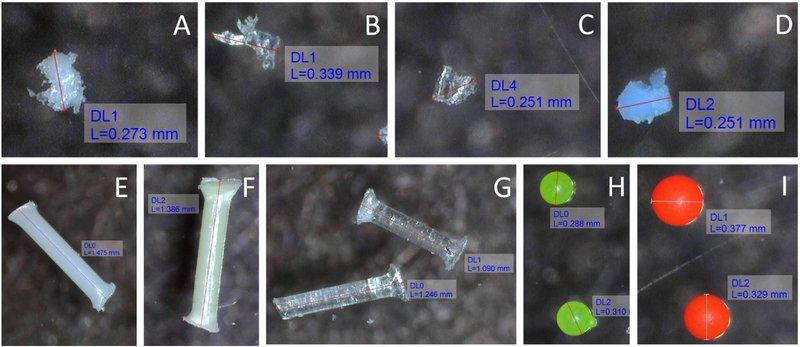 A
DL1
L=0.273 mm
B
DL1
L=0.339 mm
C
DL4
L=0.251 mm
D
DL2
L=0.251 mm
E
DL0
L=1.475 mm
F
DL2
L=1.386 mm
G
DL1
L=1.090 mm
DL0
L=1.246 mm
H
DL0
L=0.288 mm
DL2
L=0.310
I
DL1
L=0.377 mm
DL2
L=0.329 mm